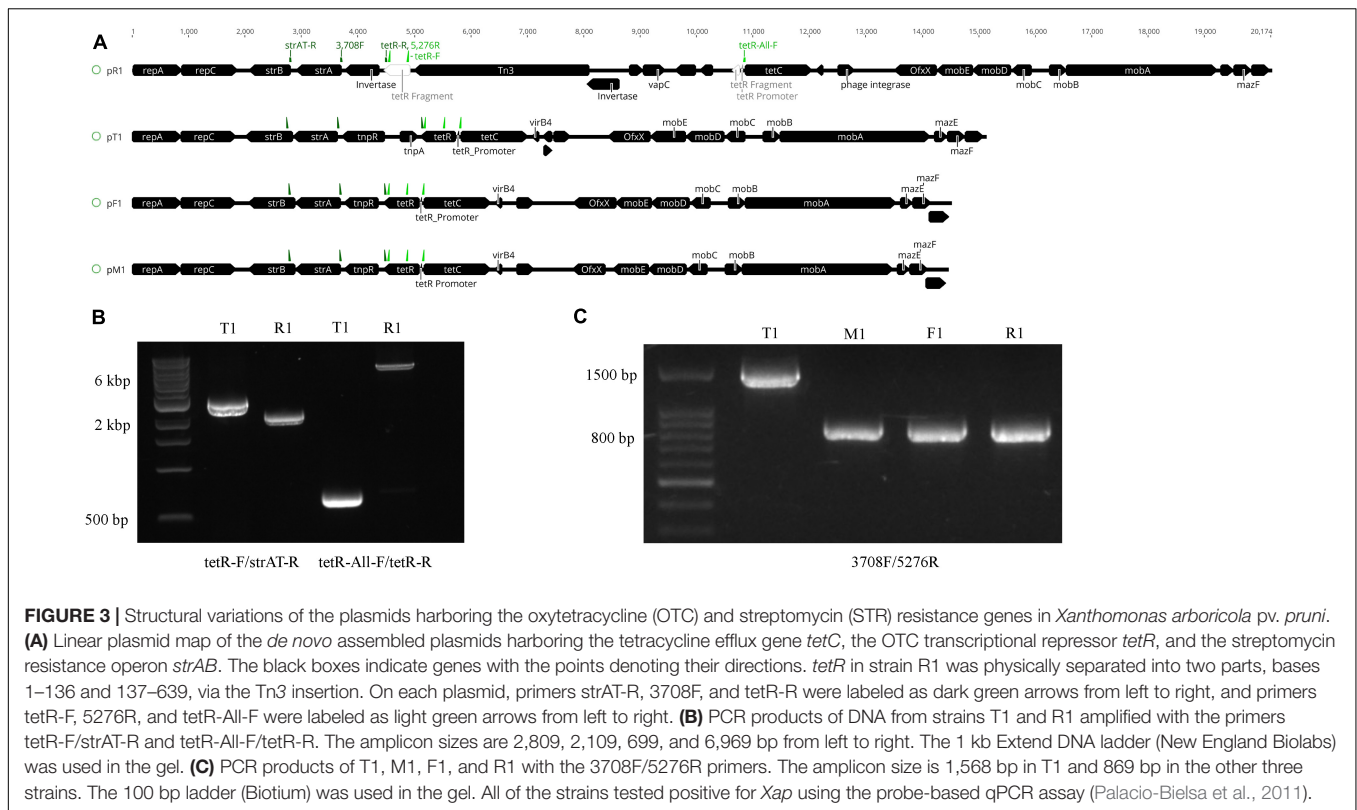 A
1 1,000 2,000 3,000 4,000 5,000 6,000 7,000 8,000 9,000 10,000 11,000 12,000 13,000 14,000 15,000 16,000 17,000 18,000 19,000 20,174
strAT-R 3,708F tetR-R, 5,276R tetR-All-F
tetR-F
pR1 repA repC strB strA Tn3 tetC OfxX mobE mobD mobA
Invertase Invertase vapC phage integrase mobC mobB mazF
tetR Fragment tetR Fragment
tetR Promoter
virB4 mobE mobC mobB mazE
pT1 repA repC strB strA tnpR tetR tetC OfxX mobD mobA
tnpA tetR_Promoter mazF
mazF
virB4 mobC mobB mazE
pF1 repA repC strB strA tnpR tetR tetC OfxX mobE mobD mobA
tetR_Promoter
mazF
virB4 mobC mobB mazE
pM1 repA repC strB strA tnpR tetR tetC OfxX mobE mobD mobA
tetR Promoter
B
T1 R1 T1 R1
6 kbp
2 kbp
500 bp
tetR-F/strAT-R tetR-All-F/tetR-R
C
T1 M1 F1 R1
1500 bp
800 bp
3708F/5276R
FIGURE 3 | Structural variations of the plasmids harboring the oxytetracycline (OTC) and streptomycin (STR) resistance genes in Xanthomonas arboricola pv. pruni.
(A) Linear plasmid map of the de novo assembled plasmids harboring the tetracycline efflux gene tetC, the OTC transcriptional repressor tetR, and the streptomycin
resistance operon strAB. The black boxes indicate genes with the points denoting their directions. tetR in strain R1 was physically separated into two parts, bases
1–136 and 137–639, via the Tn3 insertion. On each plasmid, primers strAT-R, 3708F, and tetR-R were labeled as dark green arrows from left to right, and primers
tetR-F, 5276R, and tetR-All-F were labeled as light green arrows from left to right. (B) PCR products of DNA from strains T1 and R1 amplified with the primers
tetR-F/strAT-R and tetR-All-F/tetR-R. The amplicon sizes are 2,809, 2,109, 699, and 6,969 bp from left to right. The 1 kb Extend DNA ladder (New England Biolabs)
was used in the gel. (C) PCR products of T1, M1, F1, and R1 with the 3708F/5276R primers. The amplicon size is 1,568 bp in T1 and 869 bp in the other three
strains. The 100 bp ladder (Biotium) was used in the gel. All of the strains tested positive for Xap using the probe-based qPCR assay (Palacio-Bielsa et al., 2011).